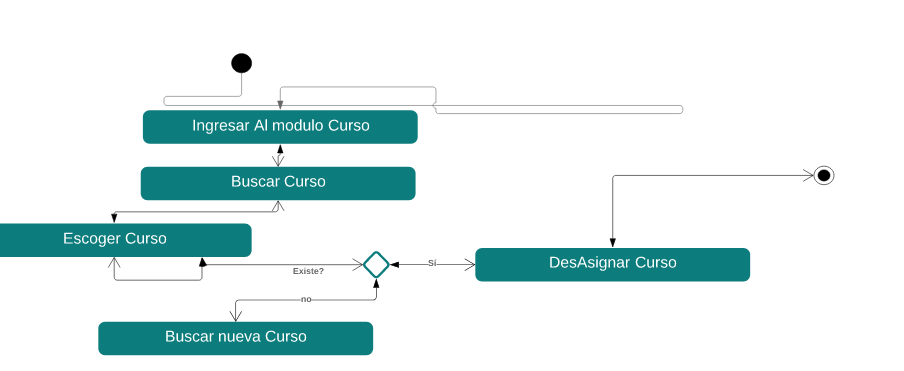 Ingresar Al modulo Curso
Buscar Curso
Escoger Curso
Existe?
Sí
DesAsignar Curso
no
Buscar nueva Curso